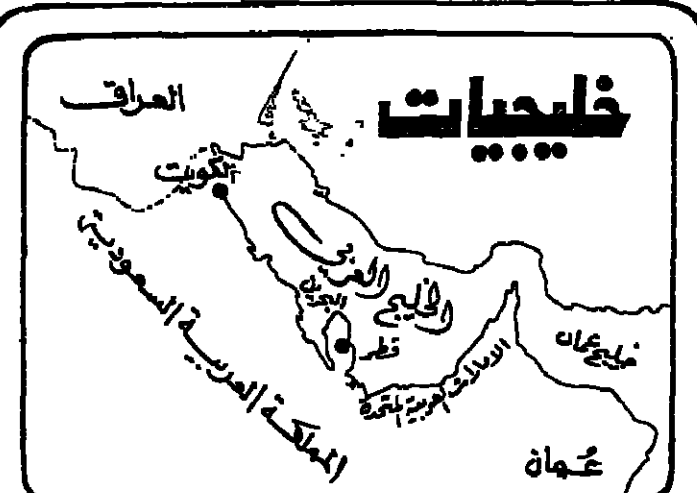 خليجيات
العراق
الكويت
الخليج العربي
البحرين
قطر
خليج عمان
الامارات العربية المتحدة
المملكة العربية السعودية
عُمان